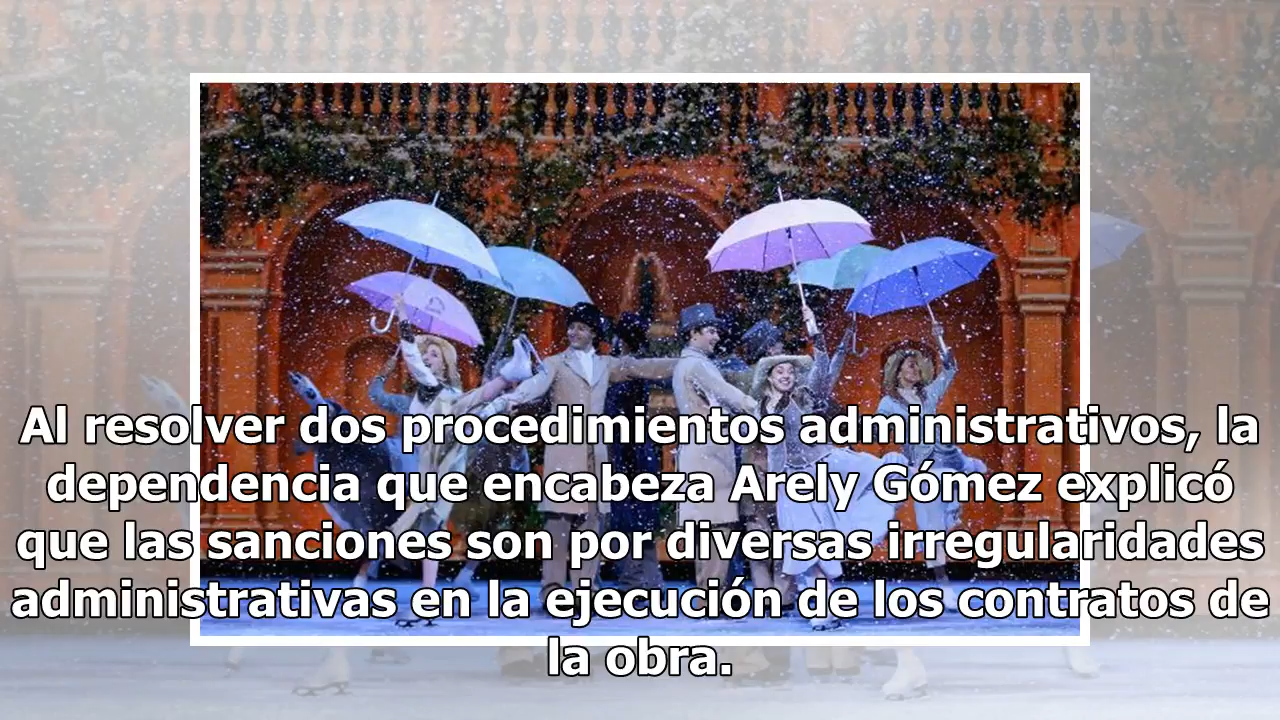 Al resolver dos procedimientos administrativos, la
dependencia que encabeza Arely Gómez explicó
que las sanciones son por diversas irregularidades
administrativas en la ejecución de los contratos de
la obra.